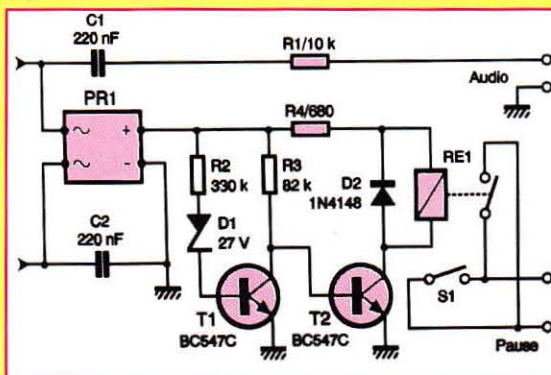 C1
220 nF
R1/10 k
Audio
PR1
~ +
~ -
R4/680
RE1
R2
330 k
R3
82 k
D2
1N4148
D1
27 V
C2
220 nF
S1
T1
BC547C
T2
BC547C
Pause